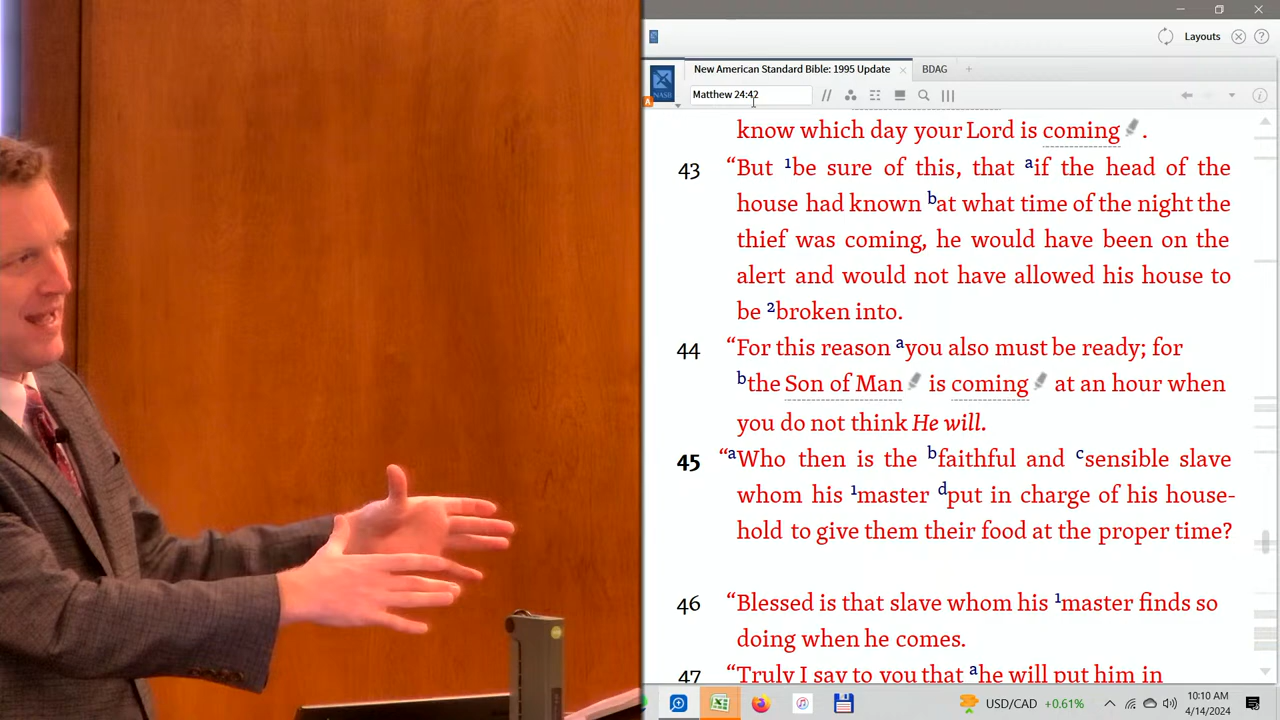 Layouts
New American Standard Bible: 1995 Update
BDAG
NASB
A
Matthew 24:42
know which day your Lord is coming.
43 “But 1be sure of this, that aif the head of the
house had known bat what time of the night the
thief was coming, he would have been on the
alert and would not have allowed his house to
be 2broken into.
44 “For this reason ayou also must be ready; for
bthe Son of Man is coming at an hour when
you do not think He will.
45 “aWho then is the bfaithful and csensible slave
whom his 1master dput in charge of his house-
hold to give them their food at the proper time?
46 “Blessed is that slave whom his 1master finds so
doing when he comes.
47 “Truly I say to you that ahe will put him in
USD/CAD +0.61%
10:10 AM
4/14/2024